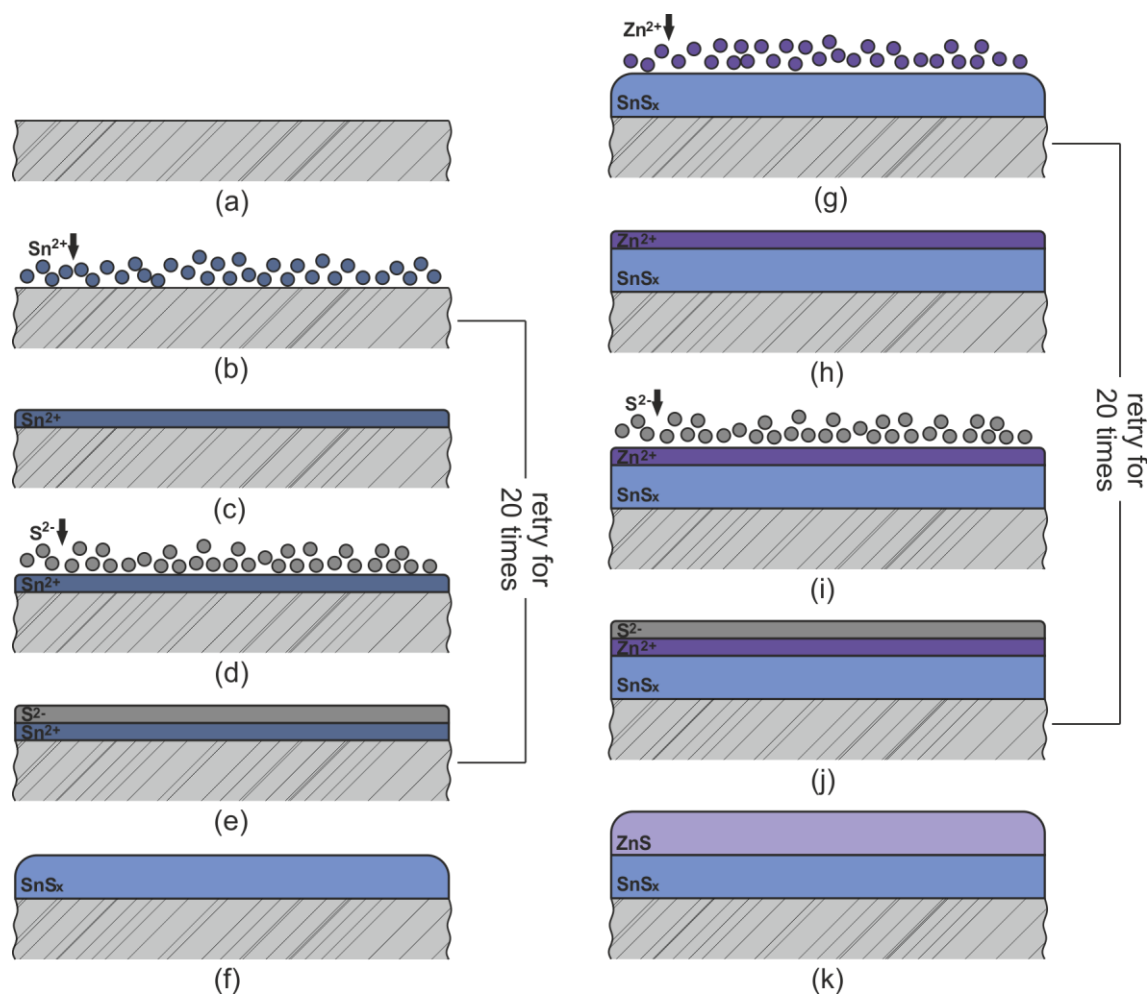 (a)
Sn²⁺
(b)
Sn²⁺
(c)
S²⁻
Sn²⁺
(d)
S²⁻
Sn²⁺
(e)
SnSₓ
(f)
retry for
20 times
Zn²⁺
SnSₓ
(g)
Zn²⁺
SnSₓ
(h)
S²⁻
Zn²⁺
SnSₓ
(i)
S²⁻
Zn²⁺
SnSₓ
(j)
ZnS
SnSₓ
(k)
retry for
20 times